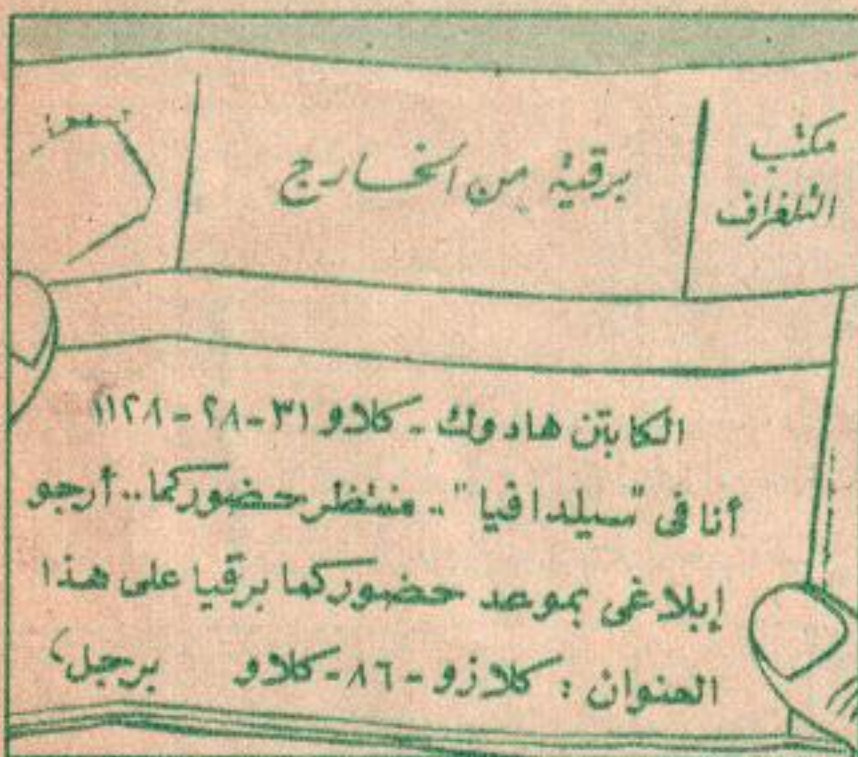 مكتب
التلغراف
برقية من الخارج
الكابتن هادوك - كلاو ٣١-٢٨-١١٢٨
أنا فى "سيلدافيا".. منتظر حضوركما.. أرجو
إبلاغى بموعد حضوركما برقيا على هذا
العنوان : كلازو -٨٦- كلاو برجل،